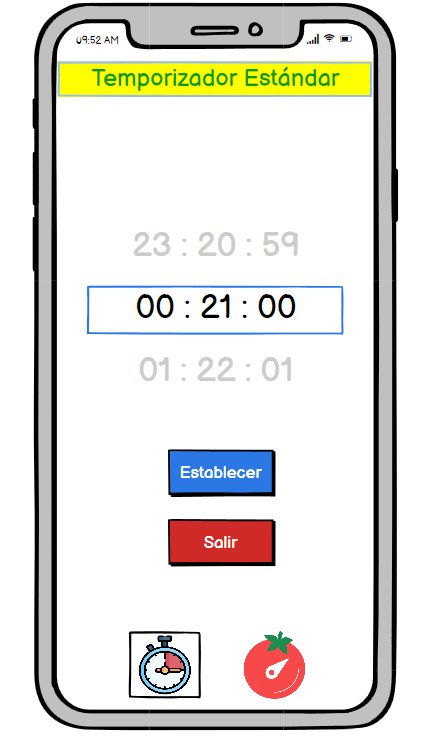 09:52 AM
Temporizador Estándar
23 : 20 : 59
00 : 21 : 00
01 : 22 : 01
Establecer
Salir